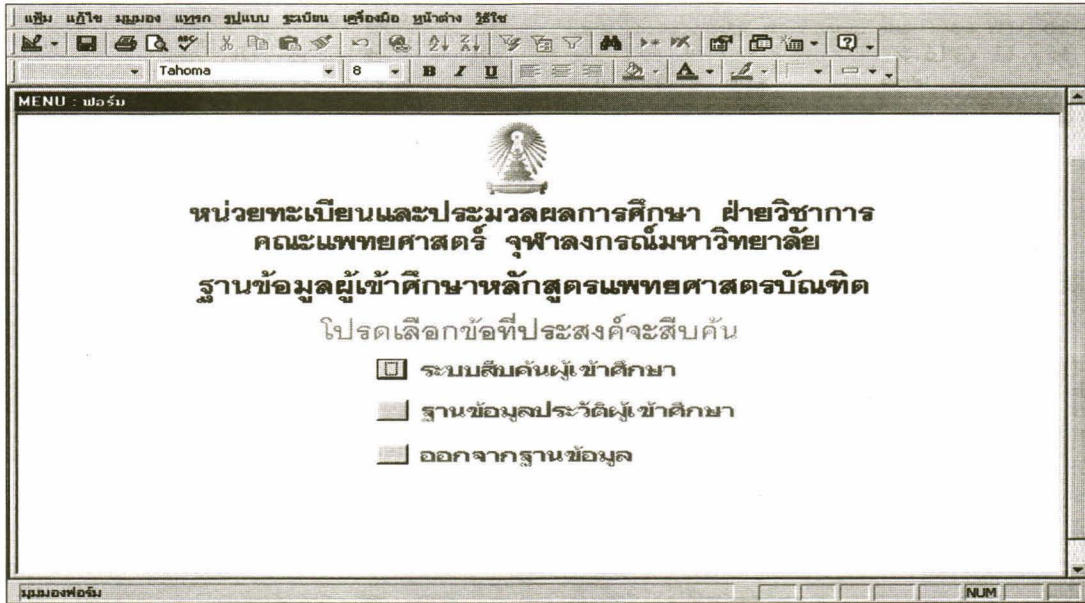 แฟ้ม แก้ไข มุมมอง แทรก รูปแบบ ระเบียน เครื่องมือ หน้าต่าง วิธีใช้
Tahoma 8 B I U A
MENU : ฟอร์ม
หน่วยทะเบียนและประมวลผลการศึกษา ฝ่ายวิชาการ
คณะแพทยศาสตร์ จุฬาลงกรณ์มหาวิทยาลัย
ฐานข้อมูลผู้เข้าศึกษาหลักสูตรแพทยศาสตรบัณฑิต
โปรดเลือกข้อที่ประสงค์จะสืบค้น
ระบบสืบค้นผู้เข้าศึกษา
ฐานข้อมูลประวัติผู้เข้าศึกษา
ออกจากฐานข้อมูล
มุมมองฟอร์ม NUM